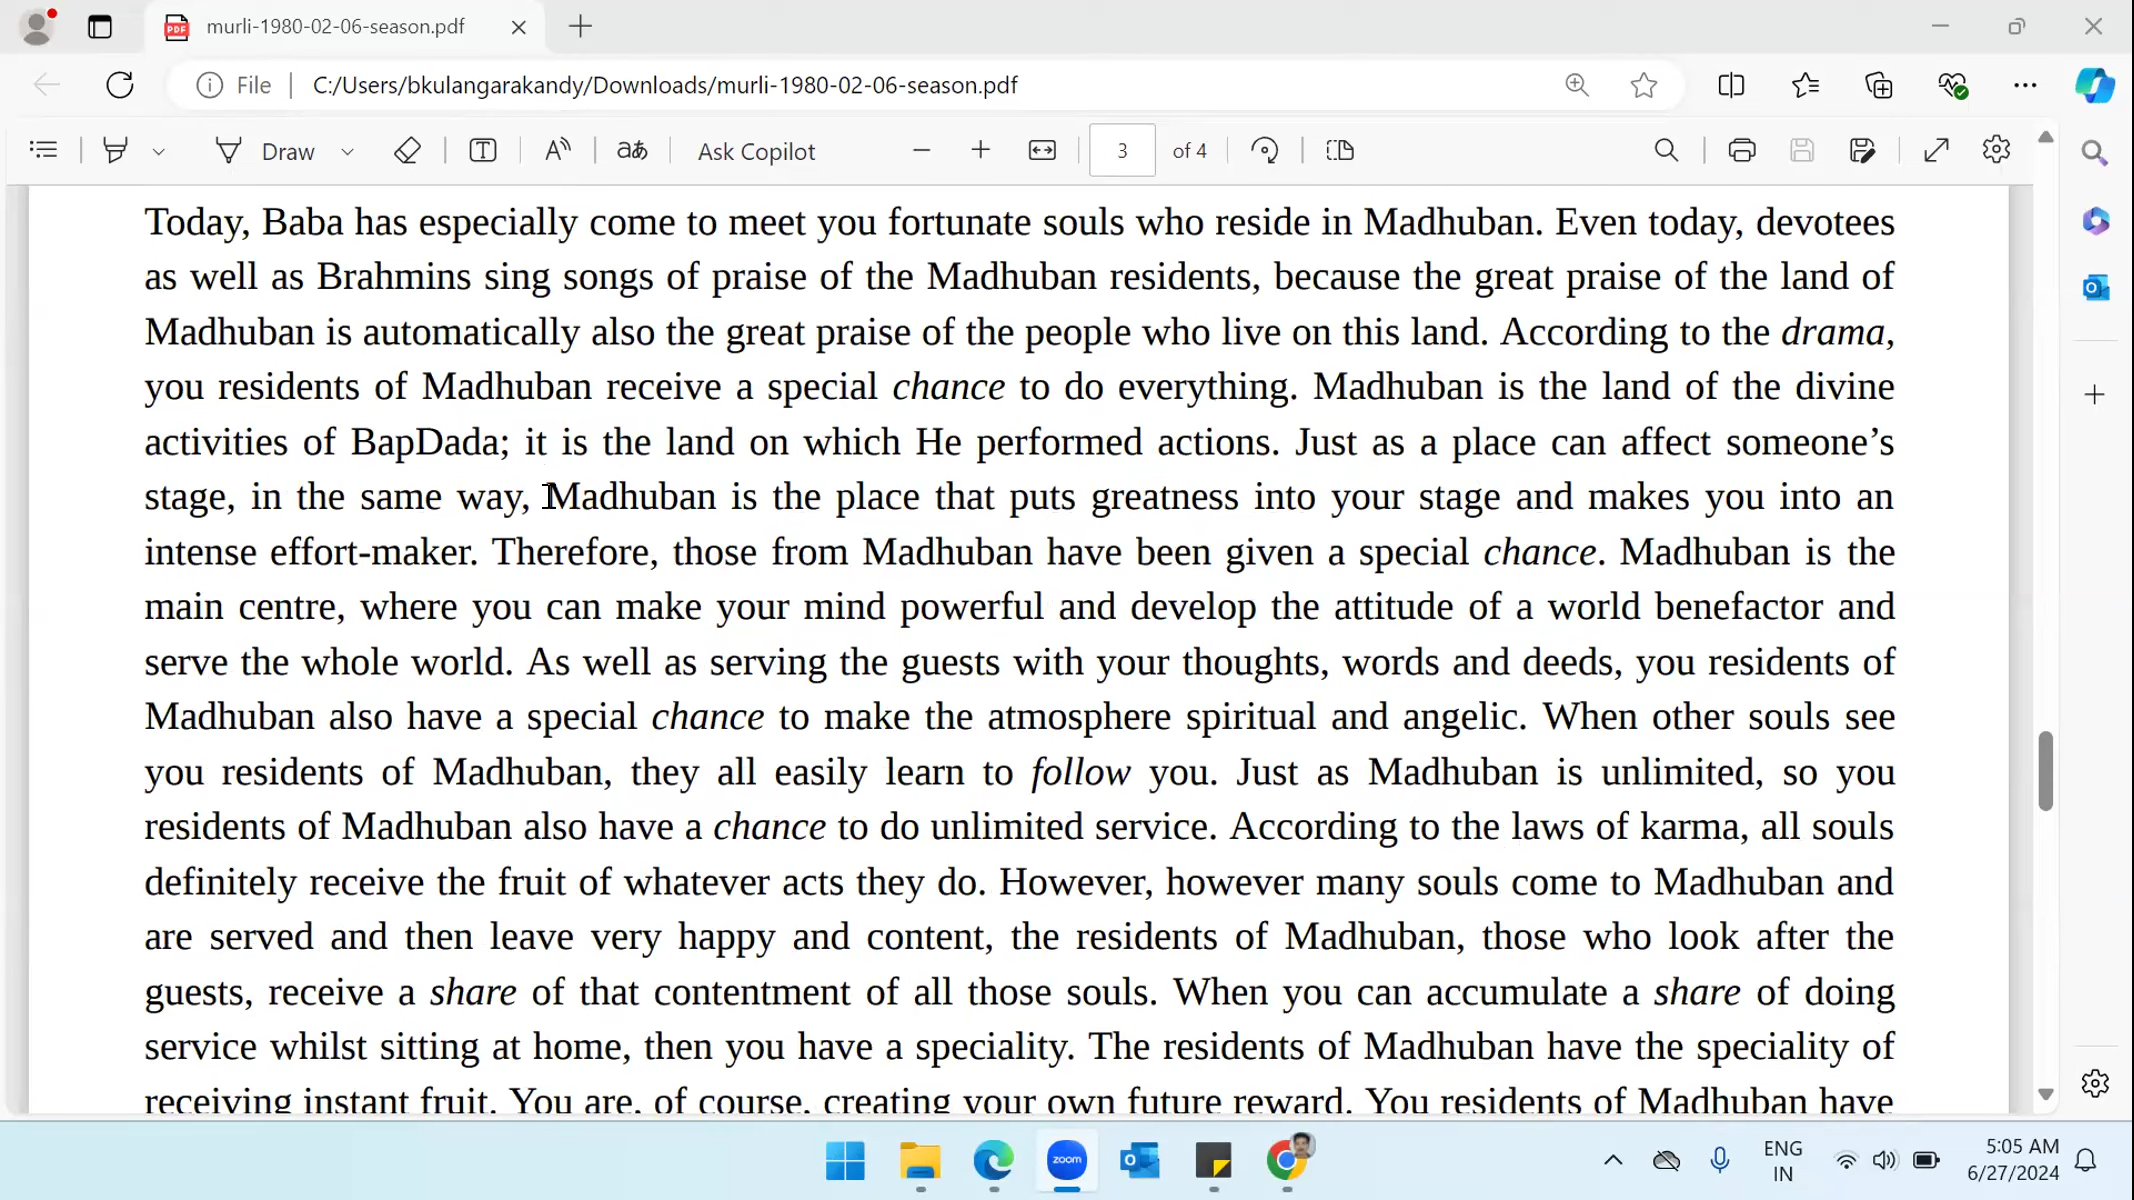 murli-1980-02-06-season.pdf
File
C:/Users/bkulangarakandy/Downloads/murli-1980-02-06-season.pdf
Draw
aあ
Ask Copilot
3 of 4
Today, Baba has especially come to meet you fortunate souls who reside in Madhuban. Even today, devotees
as well as Brahmins sing songs of praise of the Madhuban residents, because the great praise of the land of
Madhuban is automatically also the great praise of the people who live on this land. According to the drama,
you residents of Madhuban receive a special chance to do everything. Madhuban is the land of the divine
activities of BapDada; it is the land on which He performed actions. Just as a place can affect someone’s
stage, in the same way, Madhuban is the place that puts greatness into your stage and makes you into an
intense effort-maker. Therefore, those from Madhuban have been given a special chance. Madhuban is the
main centre, where you can make your mind powerful and develop the attitude of a world benefactor and
serve the whole world. As well as serving the guests with your thoughts, words and deeds, you residents of
Madhuban also have a special chance to make the atmosphere spiritual and angelic. When other souls see
you residents of Madhuban, they all easily learn to follow you. Just as Madhuban is unlimited, so you
residents of Madhuban also have a chance to do unlimited service. According to the laws of karma, all souls
definitely receive the fruit of whatever acts they do. However, however many souls come to Madhuban and
are served and then leave very happy and content, the residents of Madhuban, those who look after the
guests, receive a share of that contentment of all those souls. When you can accumulate a share of doing
service whilst sitting at home, then you have a speciality. The residents of Madhuban have the speciality of
receiving instant fruit. You are, of course, creating your own future reward. You residents of Madhuban have
zoom
ENG
IN
5:05 AM
6/27/2024